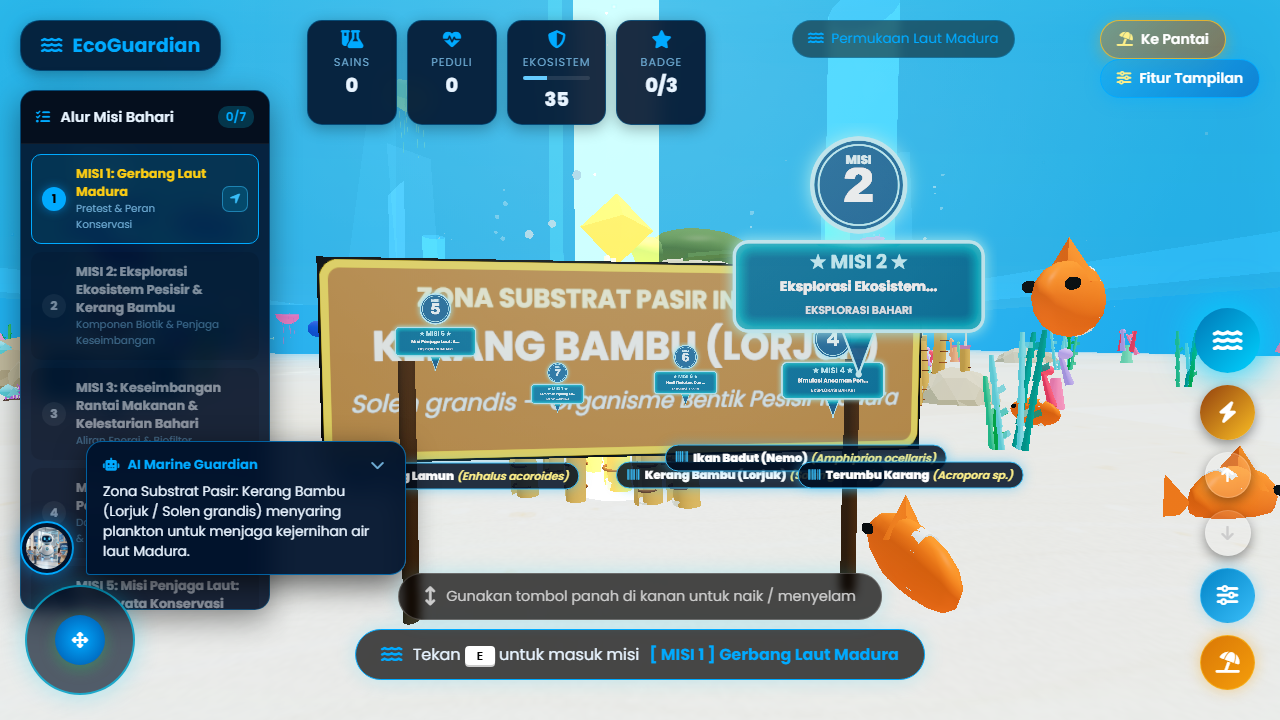 EcoGuardian
SAINS
0
PEDULI
0
EKOSISTEM
35
BADGE
0/3
Permukaan Laut Madura
Ke Pantai
Fitur Tampilan
Alur Misi Bahari
0/7
1
MISI 1: Gerbang Laut
Madura
Pretest & Peran
Konservasi
2
MISI 2: Eksplorasi
Ekosistem Pesisir &
Kerang Bambu
Komponen Biotik & Penjaga
Keseimbangan
3
MISI 3: Keseimbangan
Rantai Makanan &
Kelestarian Bahari
Aliran Energi & Biofilter
4
MISI 5: Misi Penjaga Laut:
Konservasi
AI Marine Guardian
Zona Substrat Pasir: Kerang Bambu
(Lorjuk / Solen grandis) menyaring
plankton untuk menjaga kejernihan air
laut Madura.
MISI
2
★ MISI 2 ★
Eksplorasi Ekosistem...
EKSPLORASI BAHARI
ZONA SUBSTRAT PASIR
KERANG BAMBU
Solen grandis -
5
★ MISI 5 ★
7
6
4
★ MISI 4 ★
EKSPLORASI BAHARI
Ikan Badut (Nemo) (Amphiprion ocellaris)
Lamun (Enhalus acoroides)
Kerang Bambu (Lorjuk)
Terumbu Karang (Acropora sp.)
Gunakan tombol panah di kanan untuk naik / menyelam
Tekan E untuk masuk misi [ MISI 1 ] Gerbang Laut Madura